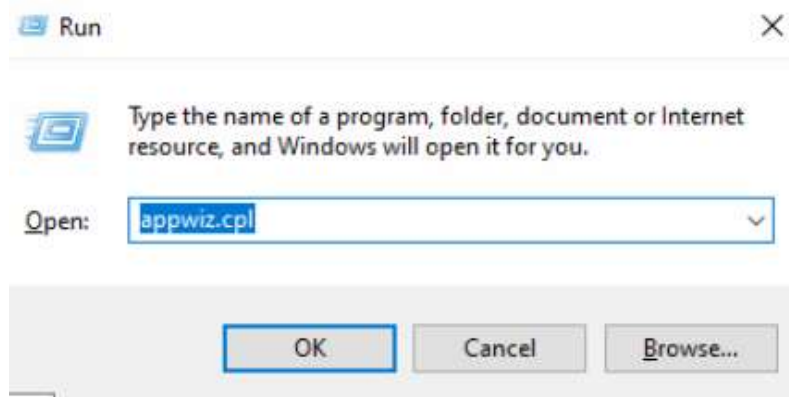 Run
Type the name of a program, folder, document or Internet
resource, and Windows will open it for you.
Open: appwiz.cpl
OK Cancel Browse...